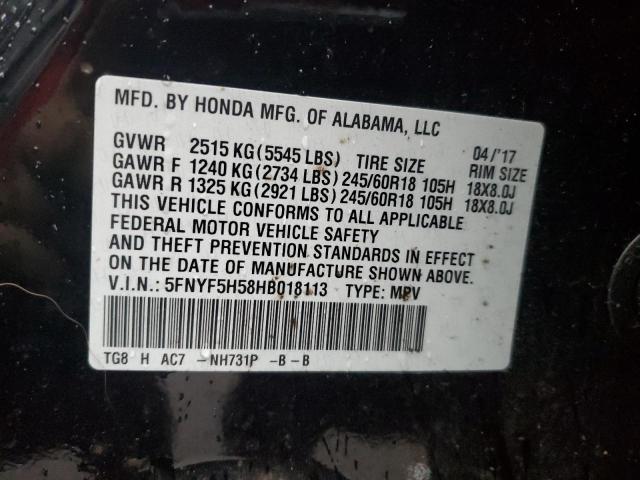 MFD. BY HONDA MFG. OF ALABAMA, LLC
04/'17
GVWR 2515 KG(5545 LBS) TIRE SIZE RIM SIZE
GAWR F 1240 KG(2734 LBS)245/60R18 105H 18X8.0J
GAWR R 1325 KG(2921 LBS)245/60R18 105H 18X8.0J
THIS VEHICLE CONFORMS TO ALL APPLICABLE
FEDERAL MOTOR VEHICLE SAFETY
AND THEFT PREVENTION STANDARDS IN EFFECT
ON THE DATE OF MANUFACTURE SHOWN ABOVE.
V.I.N.: 5FNYF5H58HB018113 TYPE: MPV
TG8 H AC7 -NH731P -B-B